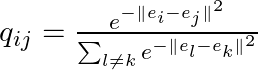 q_{ij} = \frac{e^{-\|e_i - e_j\|^2}}{\sum_{l \neq k} e^{-\|e_l - e_k\|^2}}